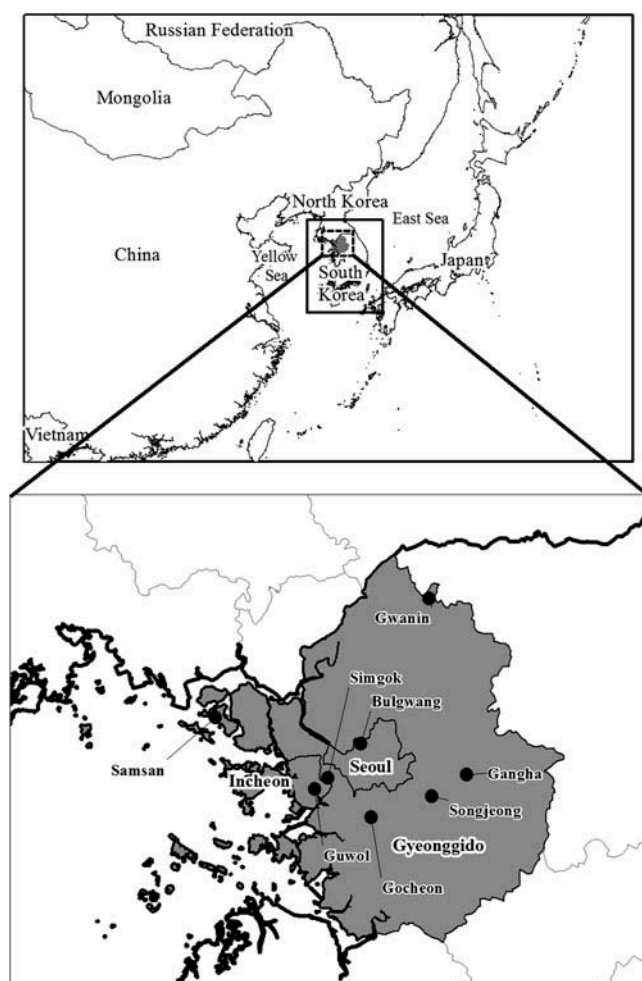 Russian Federation
Mongolia
North Korea
East Sea
China
Yellow
Sea
Japan
South
Korea
Vietnam
Gwanin
Simgok
Bulgwang
Samsan
Seoul
Incheon
Gangha
Songjeong
Guwol
Gyeonggido
Gocheon